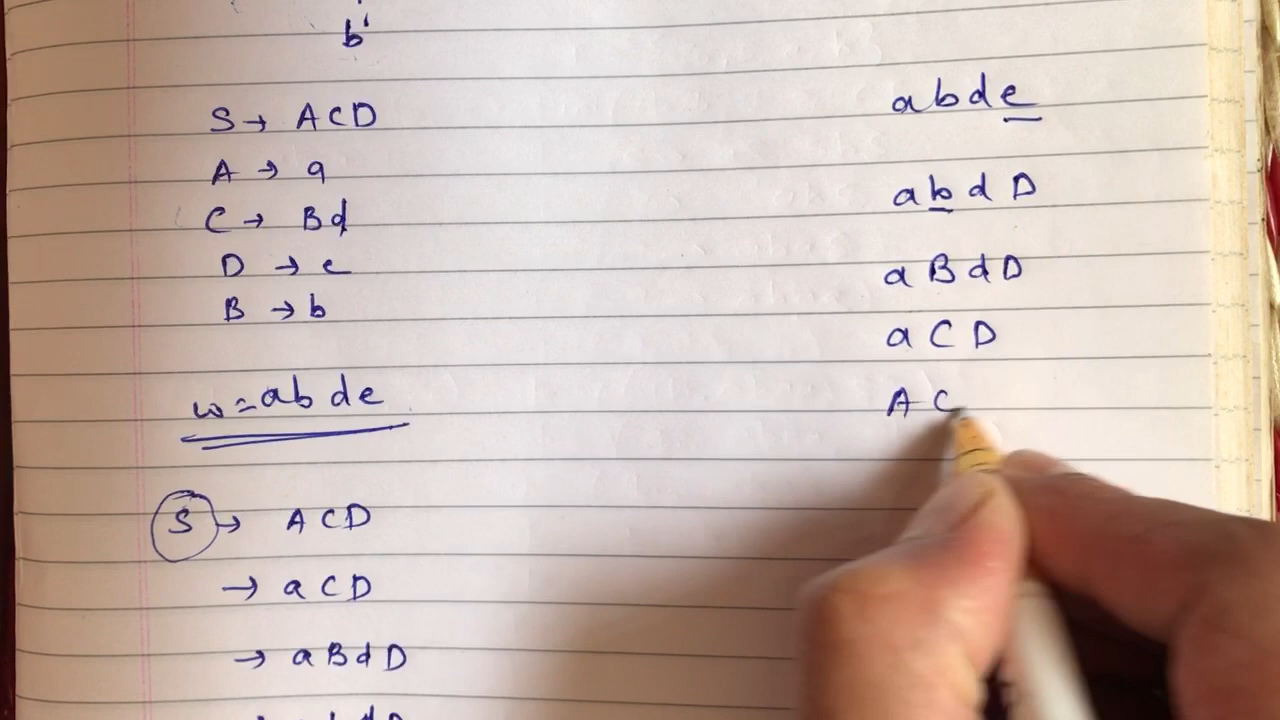 b'
S → ACD
A → a
C → Bd
D → e
B → b
w = abde
S → ACD
→ aCD
→ aBdD
abde
abdD
aBdD
aCD
AC